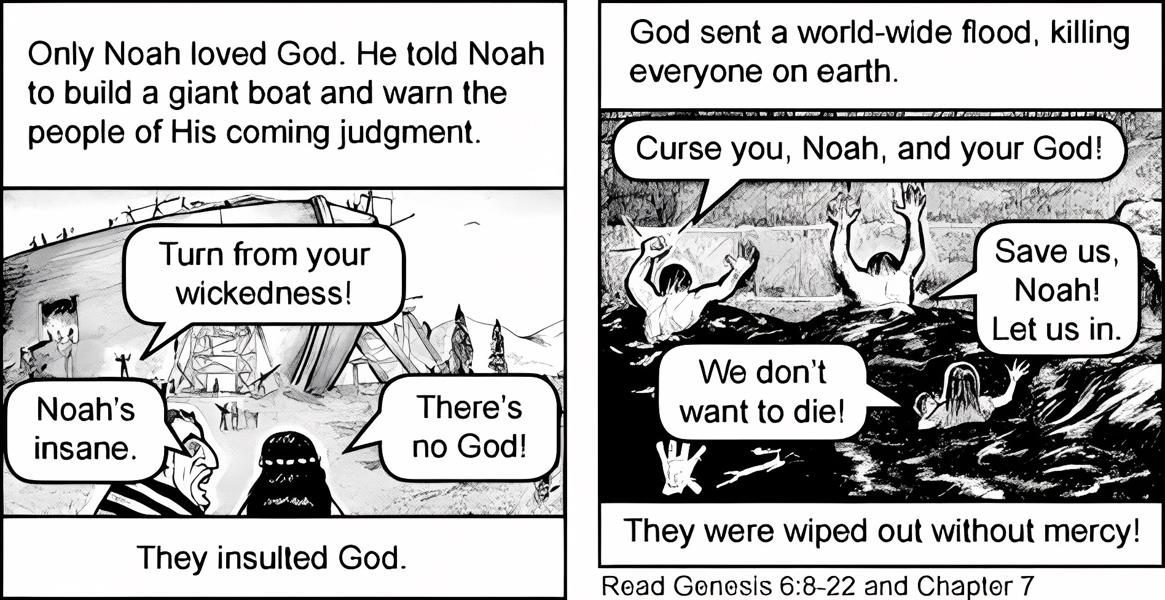 Only Noah loved God. He told Noah
to build a giant boat and warn the
people of His coming judgment.
Turn from your
wickedness!
Noah's
insane.
There's
no God!
They insulted God.
God sent a world-wide flood, killing
everyone on earth.
Curse you, Noah, and your God!
Save us,
Noah!
Let us in.
We don't
want to die!
They were wiped out without mercy!
Read Genesis 6:8-22 and Chapter 7